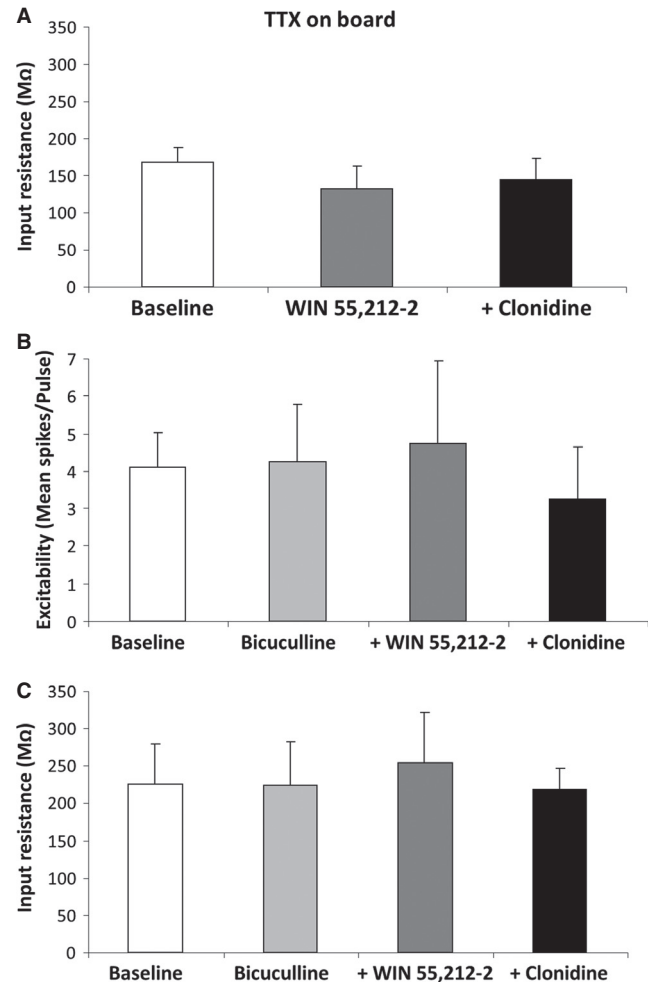 A
TTX on board
Input resistance (MΩ)
350
300
250
200
150
100
50
0
Baseline
WIN 55,212-2
+ Clonidine
B
Excitability (Mean spikes/Pulse)
7
6
5
4
3
2
1
0
Baseline
Bicuculline
+ WIN 55,212-2
+ Clonidine
C
Input resistance (MΩ)
350
300
250
200
150
100
50
0
Baseline
Bicuculline
+ WIN 55,212-2
+ Clonidine